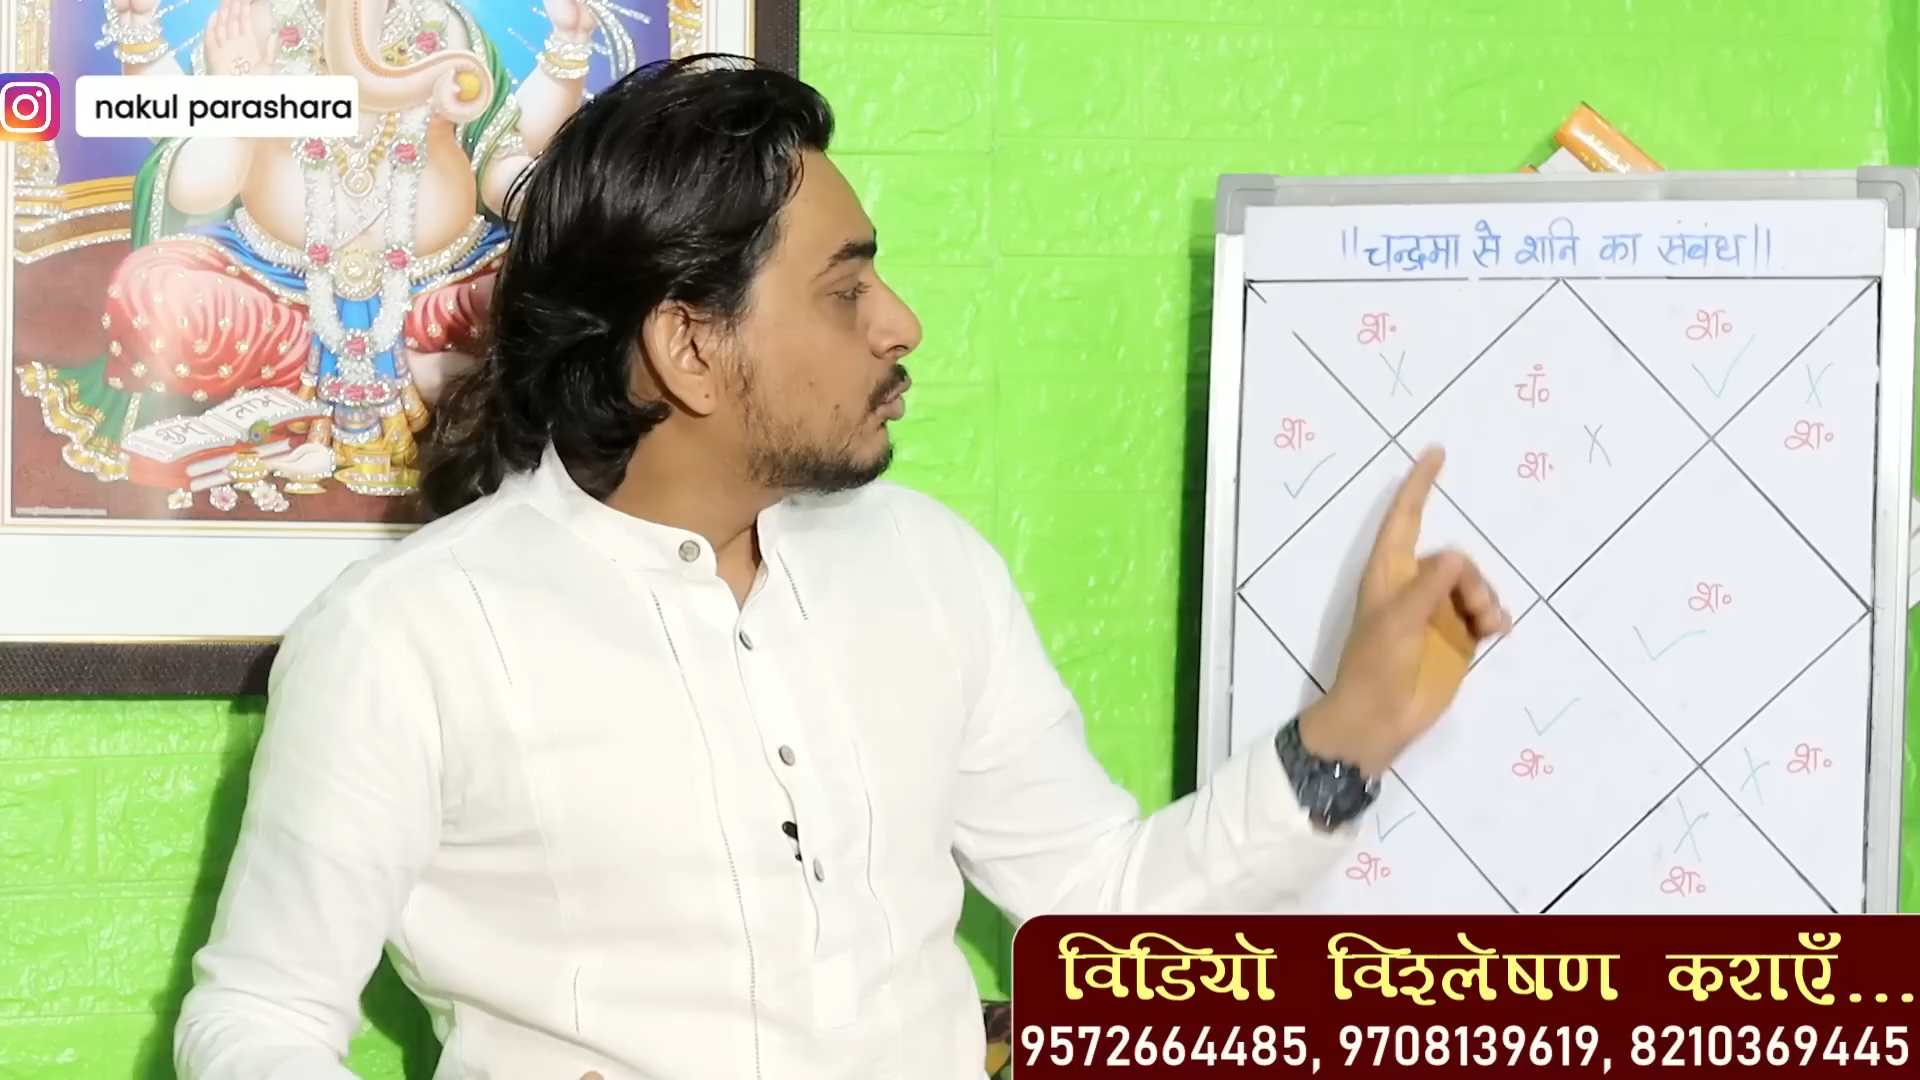 nakul parashara
|| चन्द्रमा से शनि का संबंध ||
श॰ श॰
चं॰
श॰ श॰ श॰
श॰
श॰ श॰
श॰ श॰
शुभ लाभ
विडियो विश्लेषण कराएँ...
9572664485, 9708139619, 8210369445